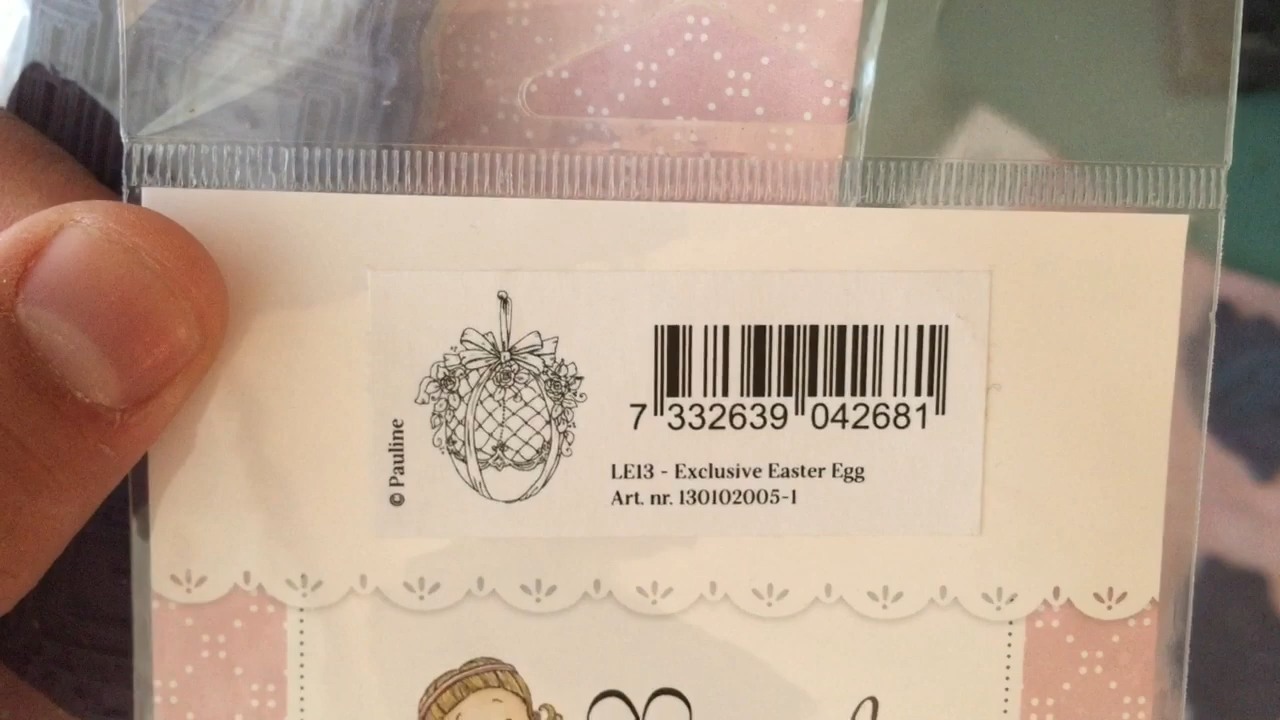 7 332639 042681
© Pauline
LE13 - Exclusive Easter Egg
Art. nr. 130102005-1